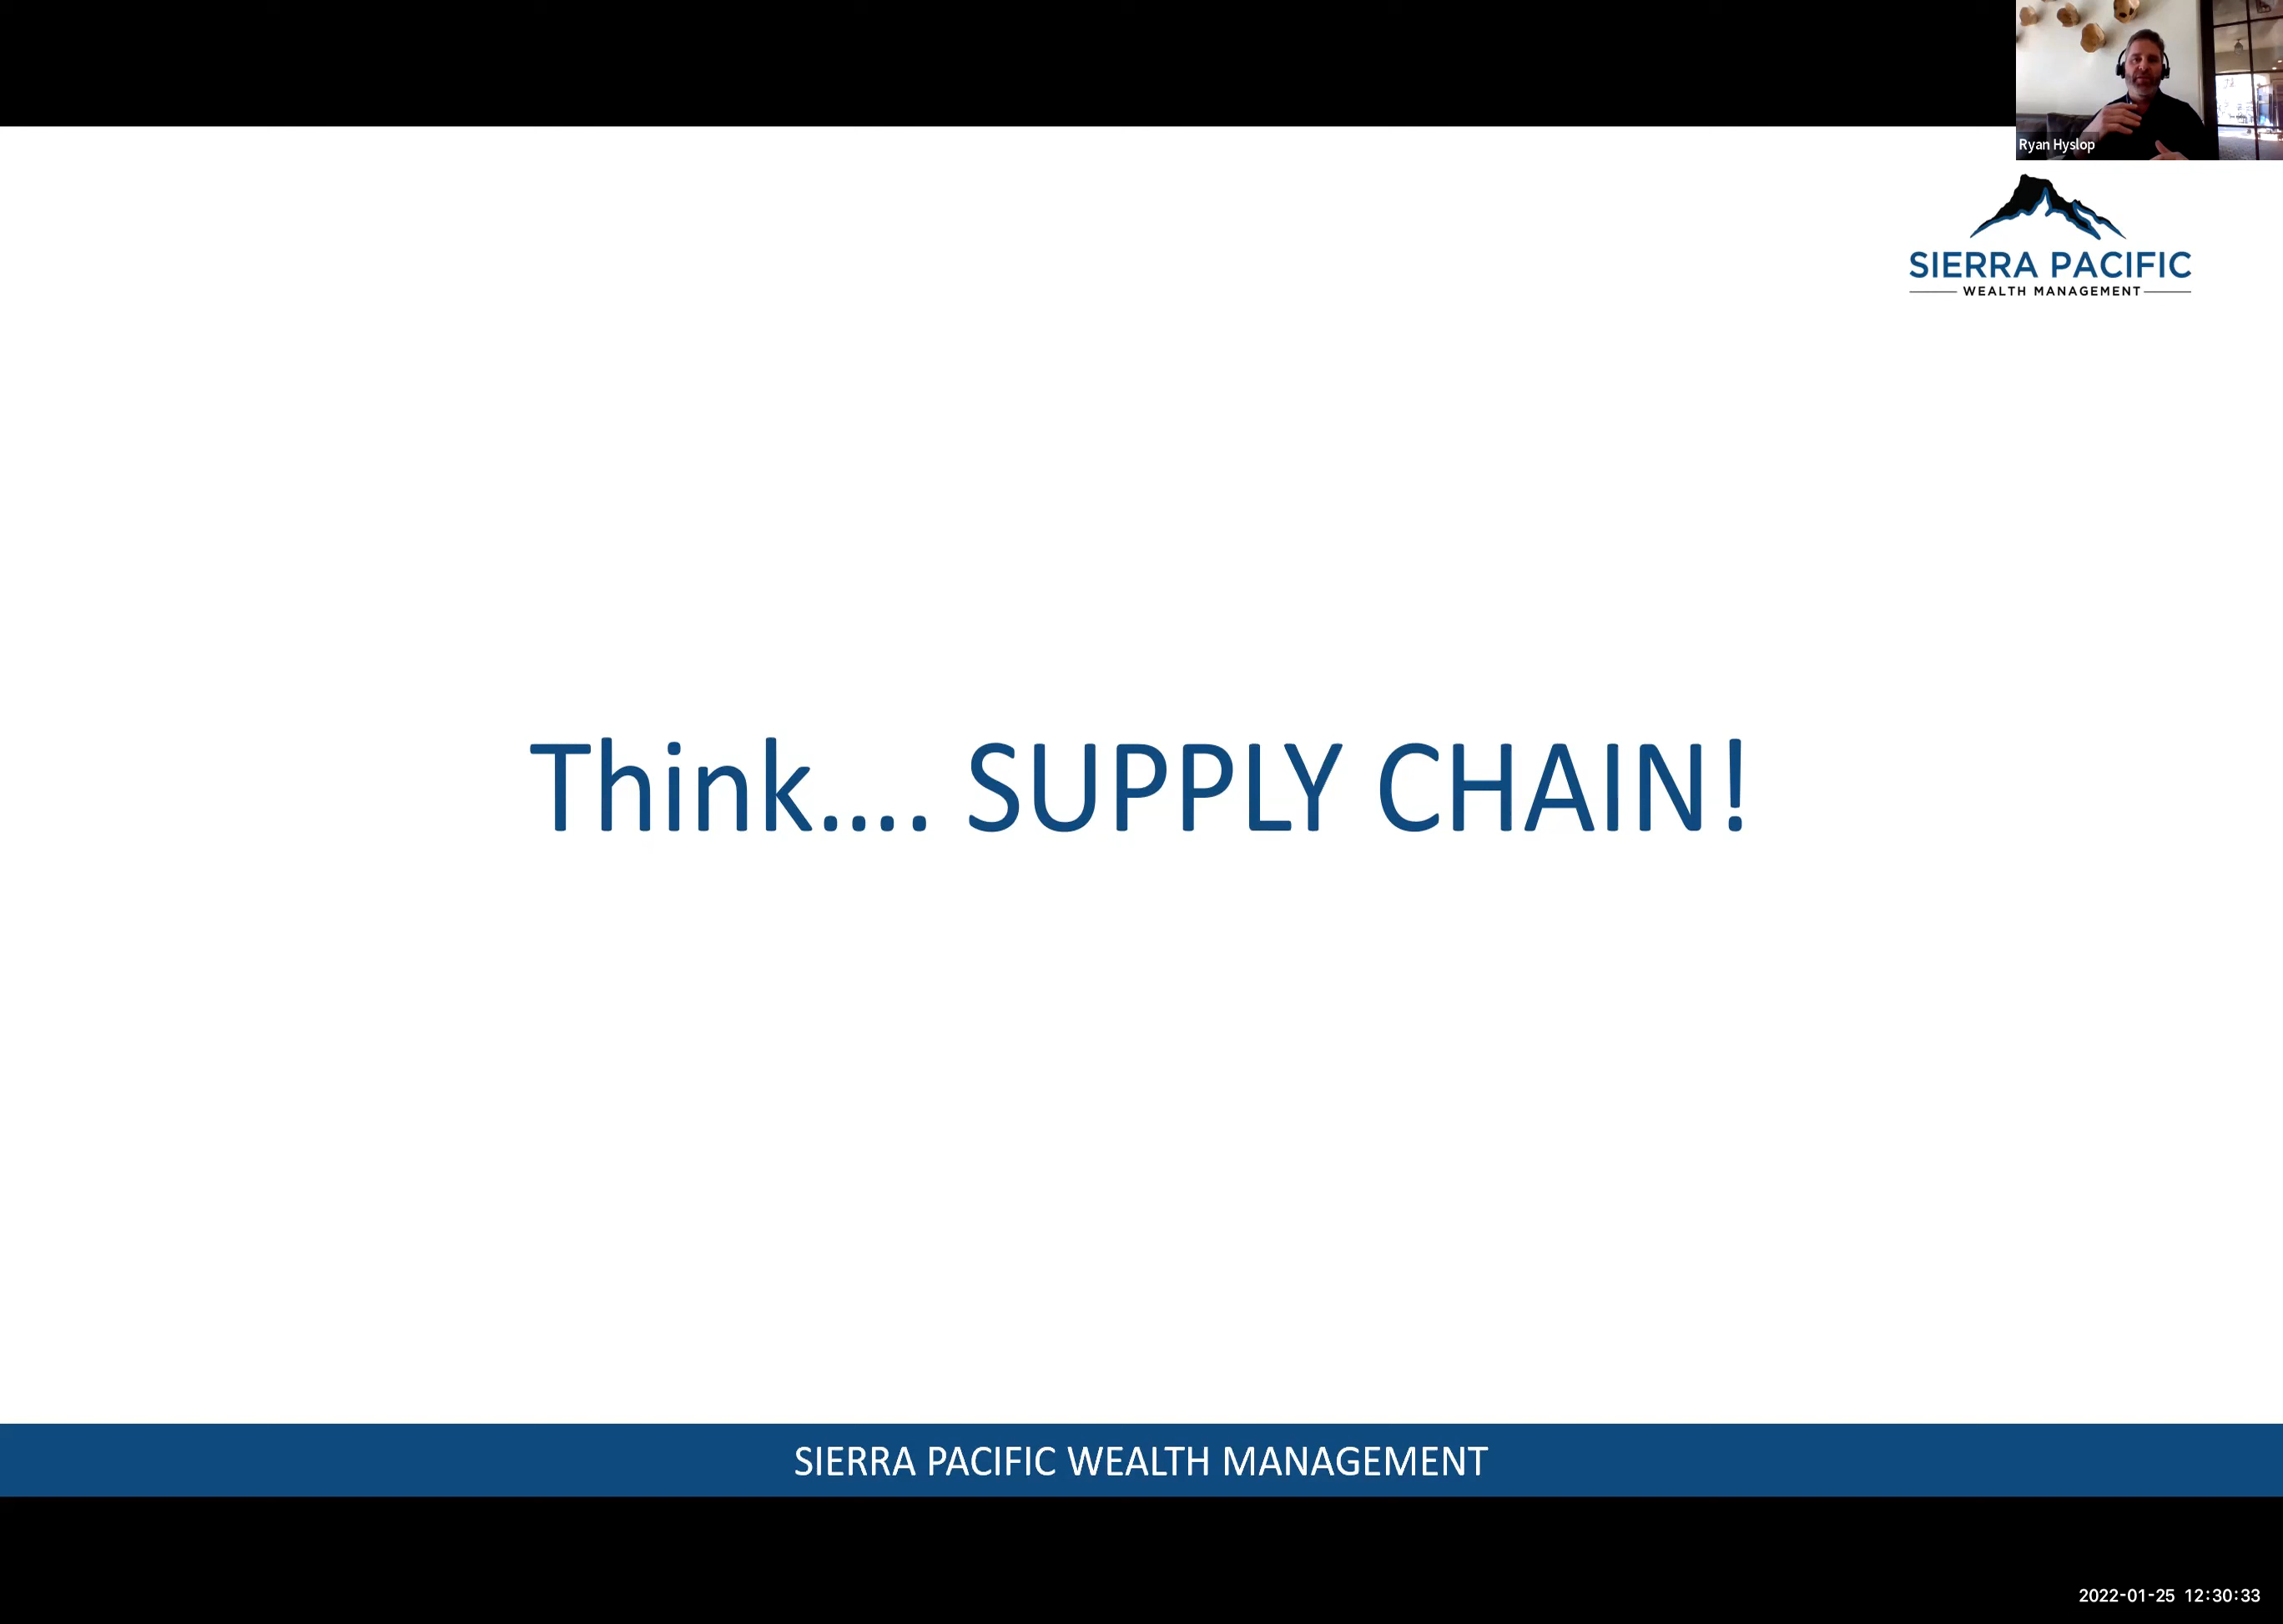 Ryan Hyslop
SIERRA PACIFIC
WEALTH MANAGEMENT
Think.... SUPPLY CHAIN!
SIERRA PACIFIC WEALTH MANAGEMENT
2022-01-25 12:30:33